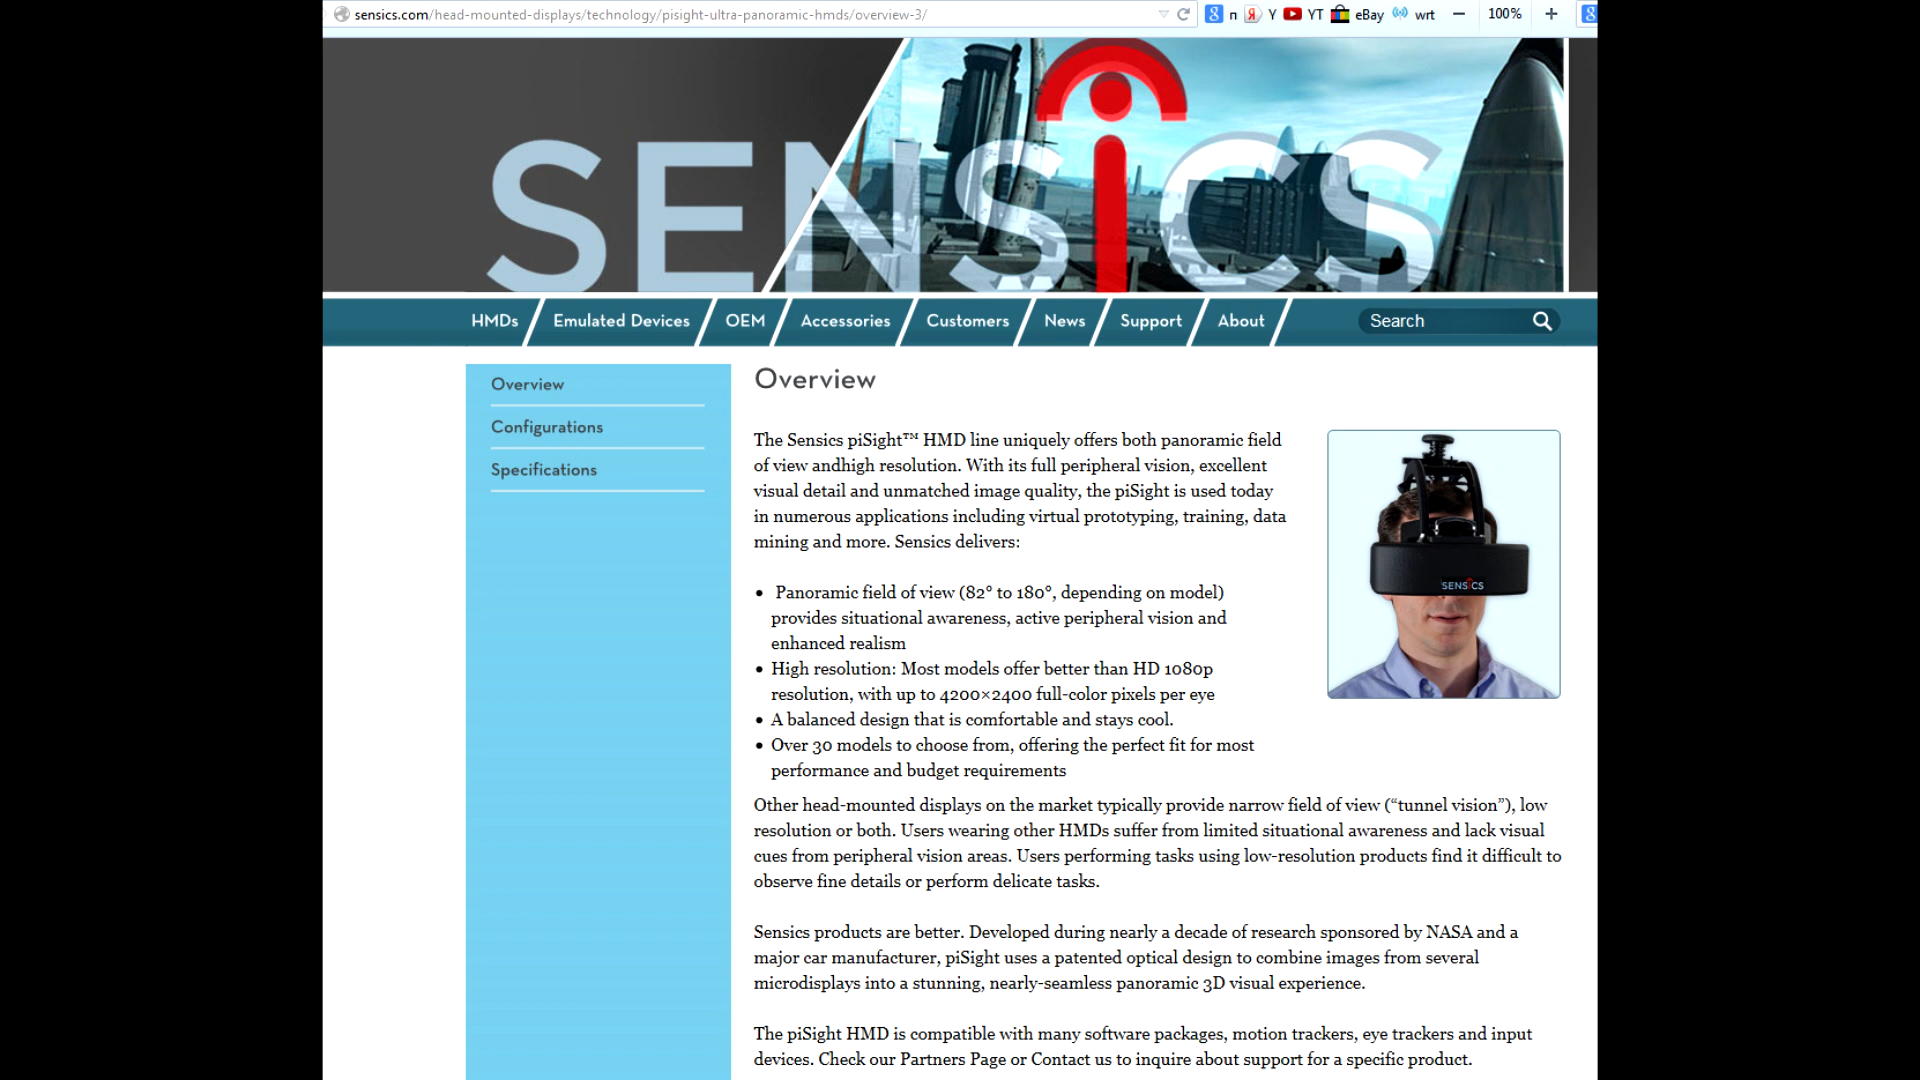 sensics.com/head-mounted-displays/technology/pisight-ultra-panoramic-hmds/overview-3/
8 n Я Y YT eBay wrt 100% 8
SENSiCS
HMDs Emulated Devices OEM Accessories Customers News Support About Search
Overview
Configurations
Specifications
Overview
The Sensics piSight™ HMD line uniquely offers both panoramic field
of view andhigh resolution. With its full peripheral vision, excellent
visual detail and unmatched image quality, the piSight is used today
in numerous applications including virtual prototyping, training, data
mining and more. Sensics delivers:
SENSiCS
• Panoramic field of view (82° to 180°, depending on model)
provides situational awareness, active peripheral vision and
enhanced realism
• High resolution: Most models offer better than HD 1080p
resolution, with up to 4200×2400 full-color pixels per eye
• A balanced design that is comfortable and stays cool.
• Over 30 models to choose from, offering the perfect fit for most
performance and budget requirements
Other head-mounted displays on the market typically provide narrow field of view (“tunnel vision”), low
resolution or both. Users wearing other HMDs suffer from limited situational awareness and lack visual
cues from peripheral vision areas. Users performing tasks using low-resolution products find it difficult to
observe fine details or perform delicate tasks.
Sensics products are better. Developed during nearly a decade of research sponsored by NASA and a
major car manufacturer, piSight uses a patented optical design to combine images from several
microdisplays into a stunning, nearly-seamless panoramic 3D visual experience.
The piSight HMD is compatible with many software packages, motion trackers, eye trackers and input
devices. Check our Partners Page or Contact us to inquire about support for a specific product.